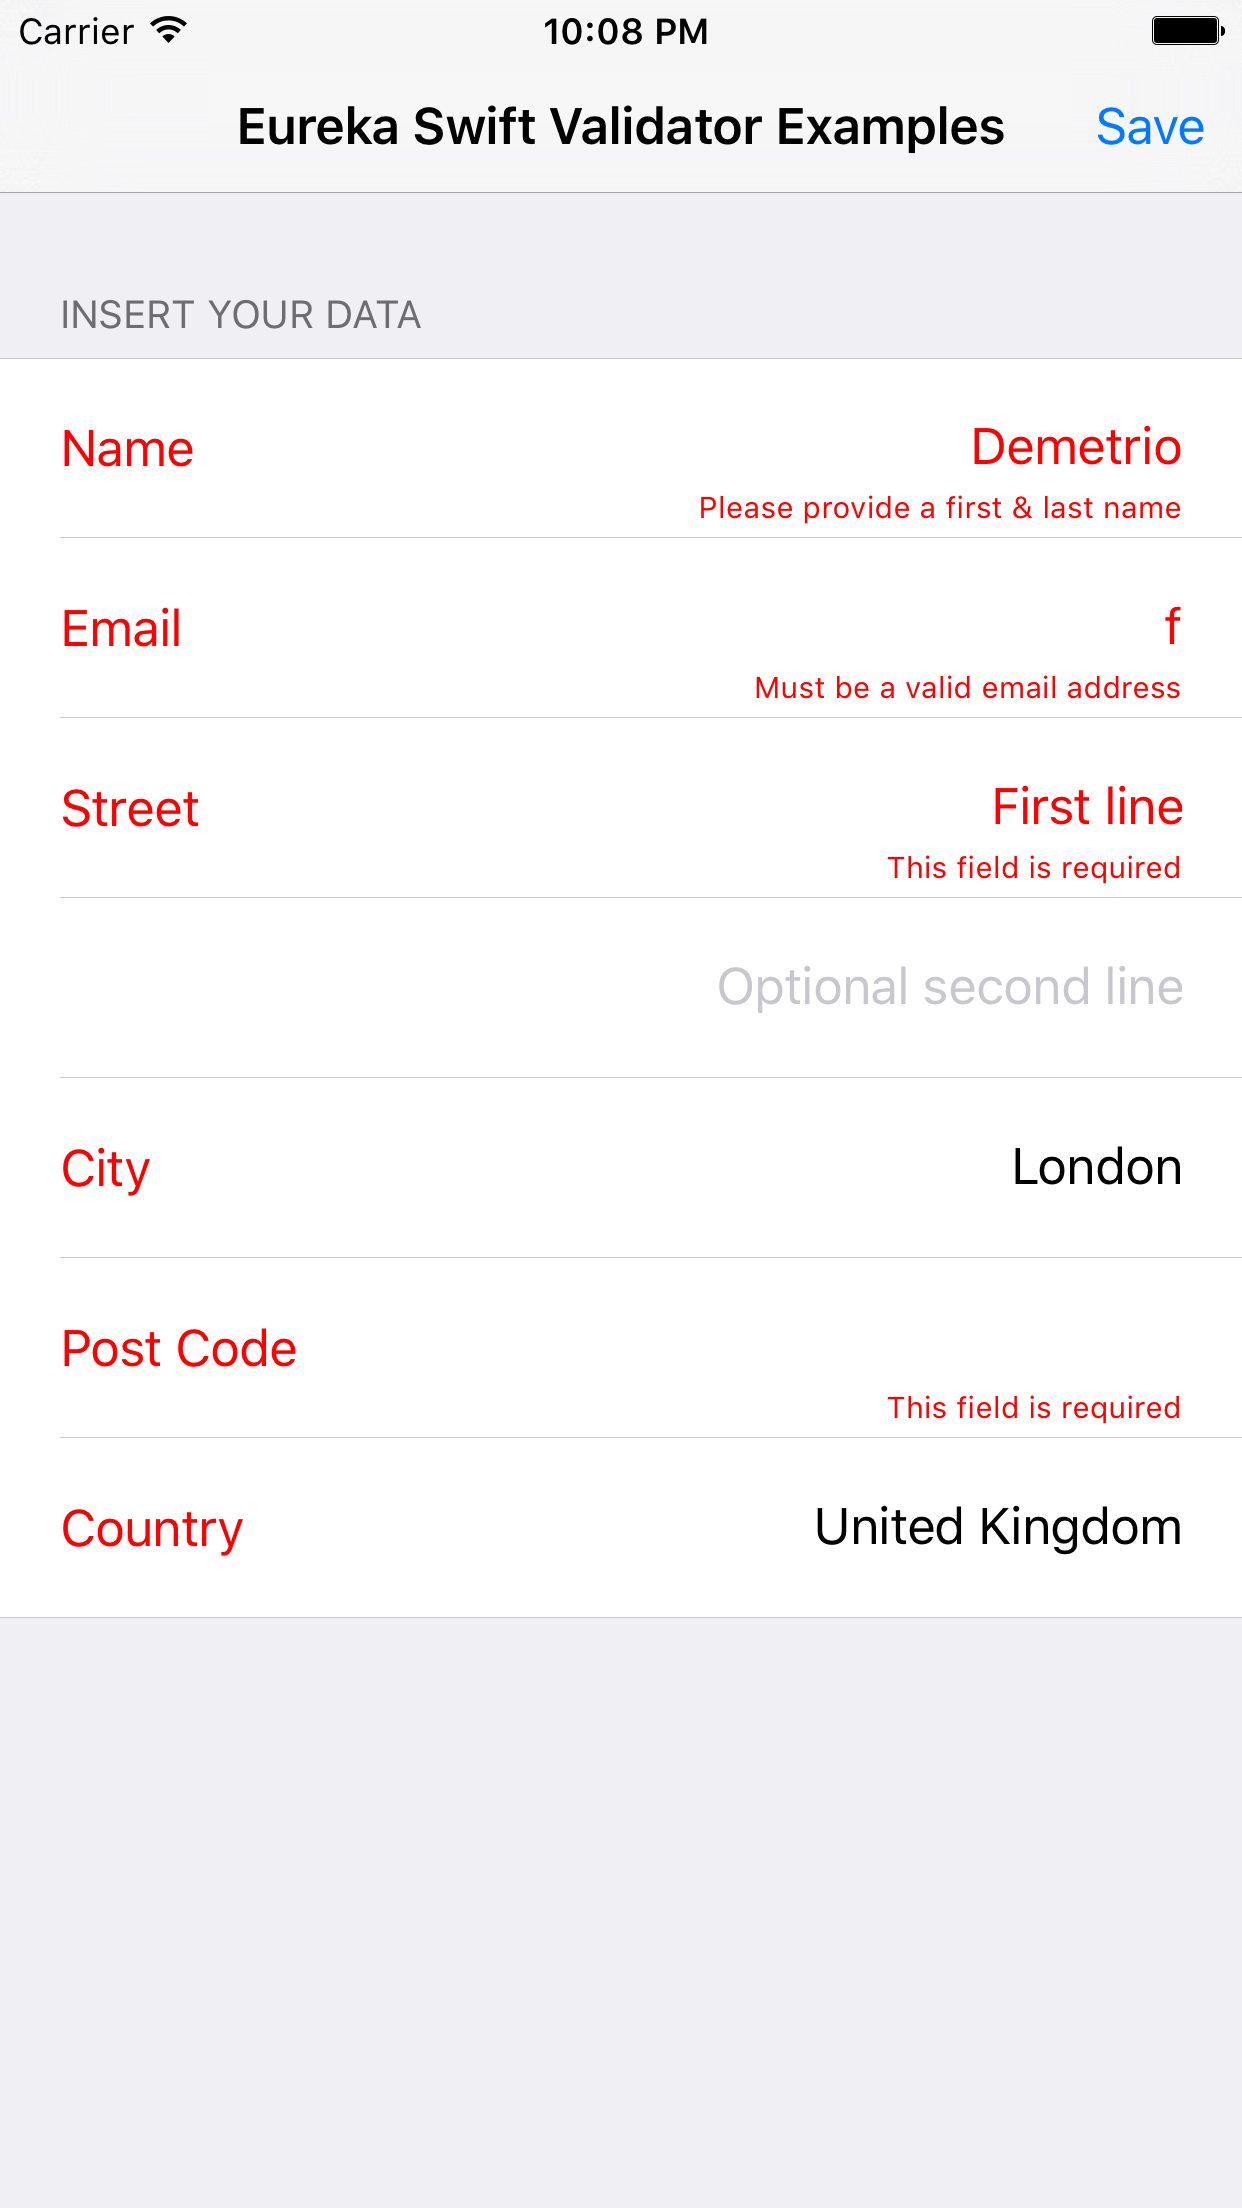 Carrier 10:08 PM
Eureka Swift Validator Examples Save
INSERT YOUR DATA
Name Demetrio
Please provide a first & last name
Email f
Must be a valid email address
Street First line
This field is required
Optional second line
City London
Post Code
This field is required
Country United Kingdom